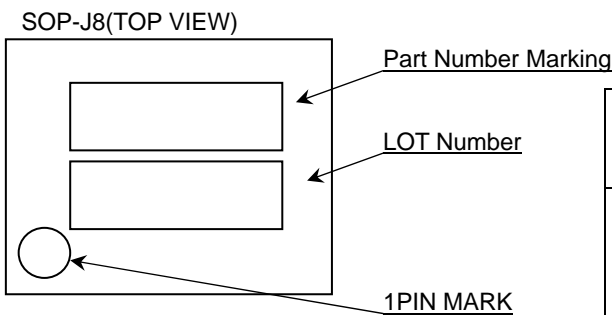 SOP-J8(TOP VIEW)
Part Number Marking
LOT Number
1PIN MARK